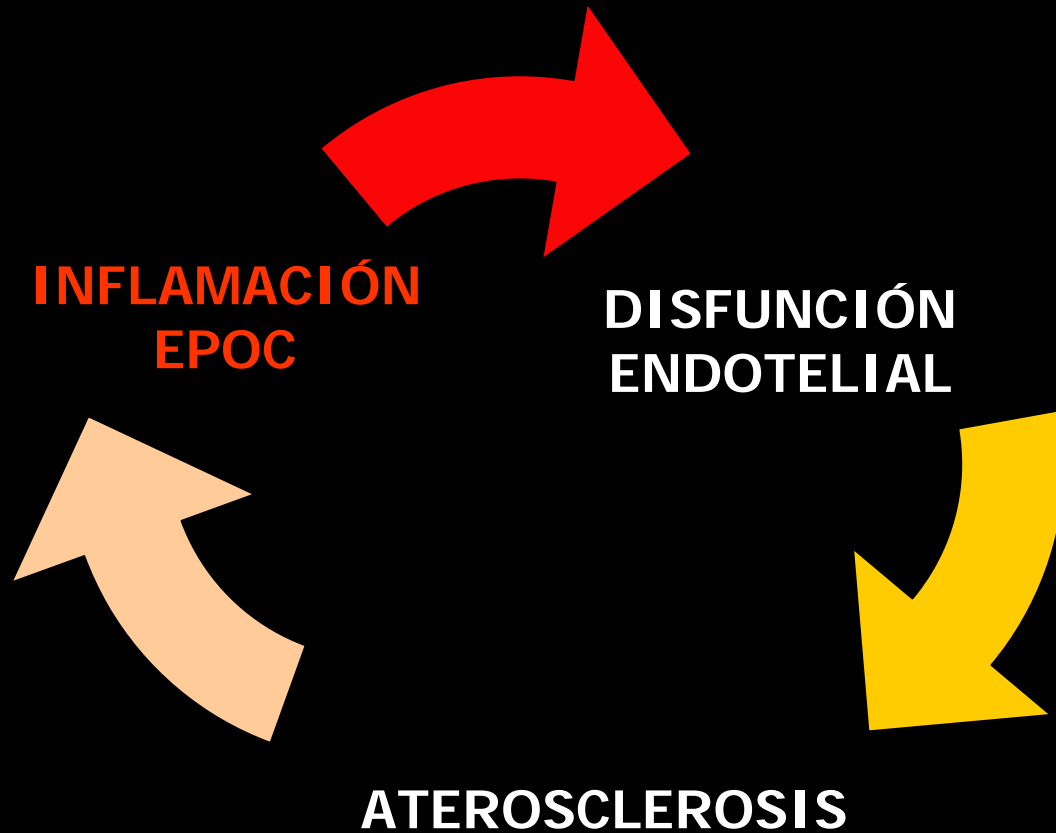 INFLAMACIÓN
EPOC
DISFUNCIÓN
ENDOTELIAL
ATEROSCLEROSIS